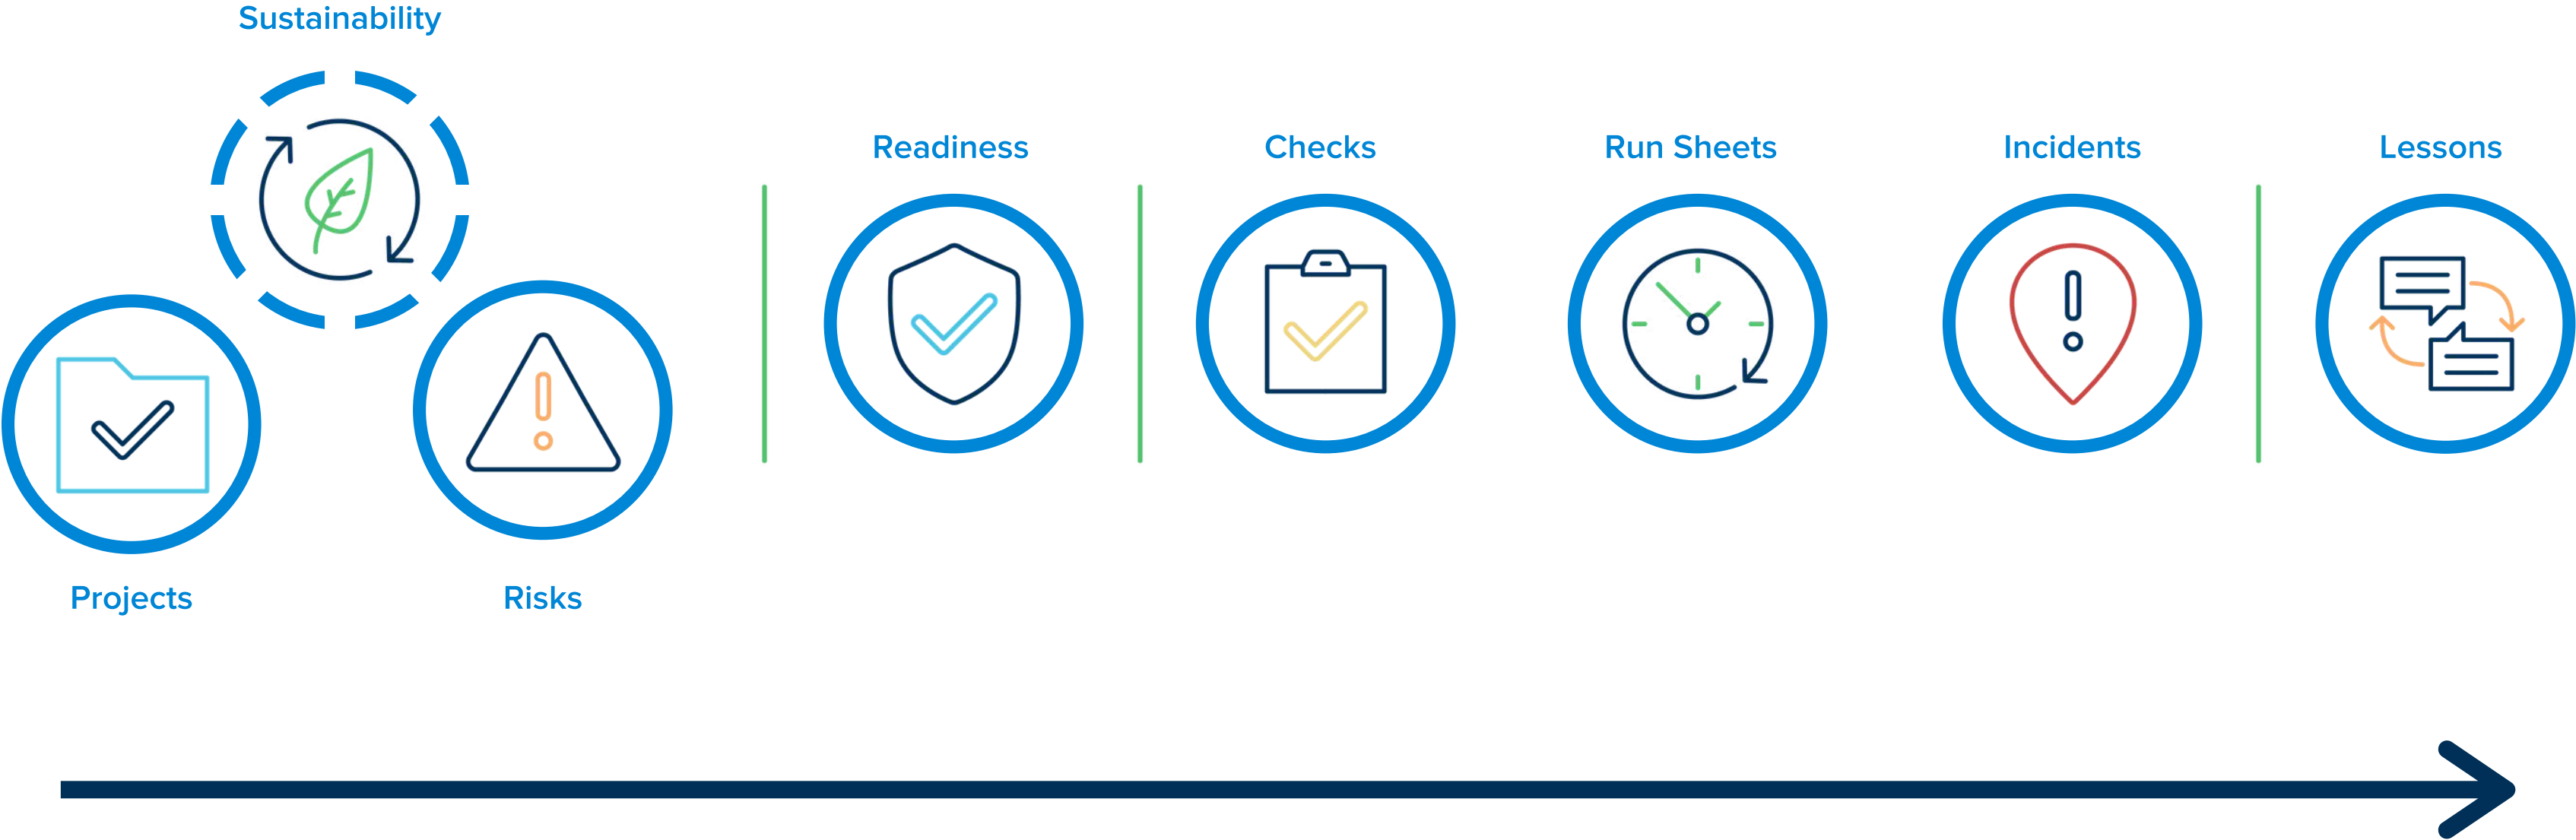 Sustainability
Projects
Risks
Readiness
Checks
Run Sheets
Incidents
Lessons